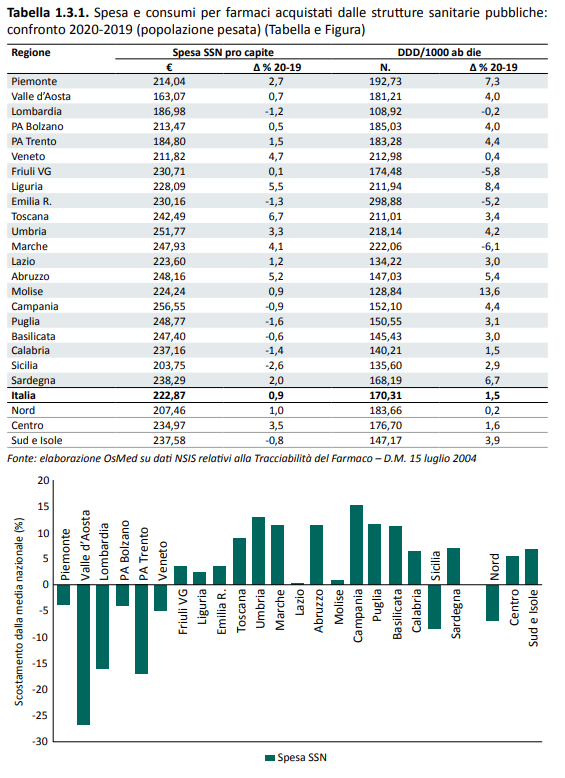 Tabella 1.3.1. Spesa e consumi per farmaci acquistati dalle strutture sanitarie pubbliche:
confronto 2020-2019 (popolazione pesata) (Tabella e Figura)
Regione Spesa SSN pro capite DDD/1000 ab die
€ Δ % 20-19 N. Δ % 20-19
Piemonte 214,04 2,7 192,73 7,3
Valle d’Aosta 163,07 0,7 181,21 4,0
Lombardia 186,98 -1,2 108,92 -0,2
PA Bolzano 213,47 0,5 185,03 4,0
PA Trento 184,80 1,5 183,28 4,4
Veneto 211,82 4,7 212,98 0,4
Friuli VG 230,71 0,1 174,48 -5,8
Liguria 228,09 5,5 211,94 8,4
Emilia R. 230,16 -1,3 298,88 -5,2
Toscana 242,49 6,7 211,01 3,4
Umbria 251,77 3,3 218,14 4,2
Marche 247,93 4,1 222,06 -6,1
Lazio 223,60 1,2 134,22 3,0
Abruzzo 248,16 5,2 147,03 5,4
Molise 224,24 0,9 128,84 13,6
Campania 256,55 -0,9 152,10 4,4
Puglia 248,77 -1,6 150,55 3,1
Basilicata 247,40 -0,6 145,43 3,0
Calabria 237,16 -1,4 140,21 1,5
Sicilia 203,75 -2,6 135,60 2,9
Sardegna 238,29 2,0 168,19 6,7
Italia 222,87 0,9 170,31 1,5
Nord 207,46 1,0 183,66 0,2
Centro 234,97 3,5 176,70 1,6
Sud e Isole 237,58 -0,8 147,17 3,9
Fonte: elaborazione OsMed su dati NSIS relativi alla Tracciabilità del Farmaco – D.M. 15 luglio 2004
Scostamento dalla media nazionale (%)
20
15
10
5
0
-5
-10
-15
-20
-25
-30
Piemonte
Valle d’Aosta
Lombardia
PA Bolzano
PA Trento
Veneto
Friuli VG
Liguria
Emilia R.
Toscana
Umbria
Marche
Lazio
Abruzzo
Molise
Campania
Puglia
Basilicata
Calabria
Sicilia
Sardegna
Nord
Centro
Sud e Isole
Spesa SSN